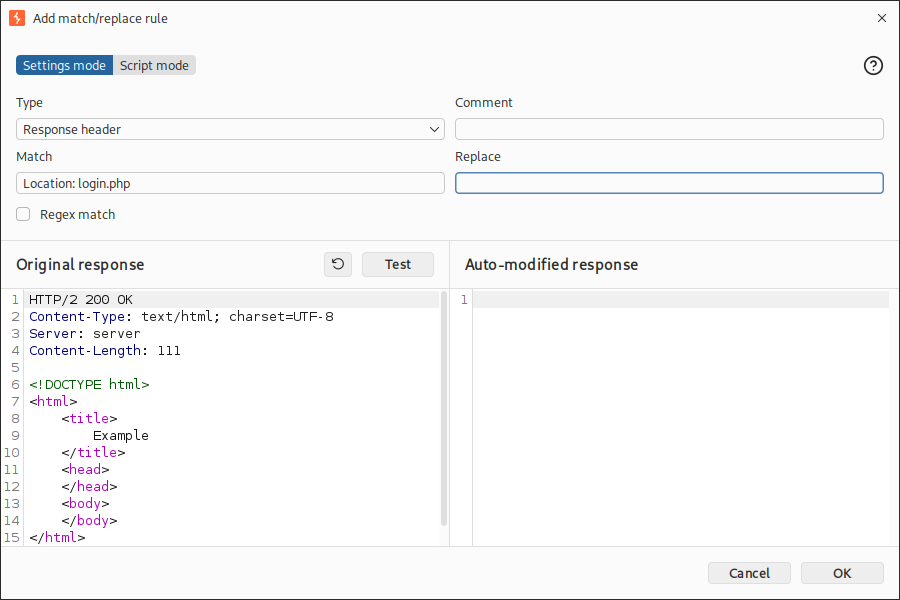 Add match/replace rule
Settings mode Script mode
Type Comment
Response header
Match Replace
Location: login.php
Regex match
Original response Test Auto-modified response
1 HTTP/2 200 OK 1
2 Content-Type: text/html; charset=UTF-8
3 Server: server
4 Content-Length: 111
5
6 <!DOCTYPE html>
7 <html>
8 <title>
9 Example
10 </title>
11 <head>
12 </head>
13 <body>
14 </body>
15 </html>
Cancel OK